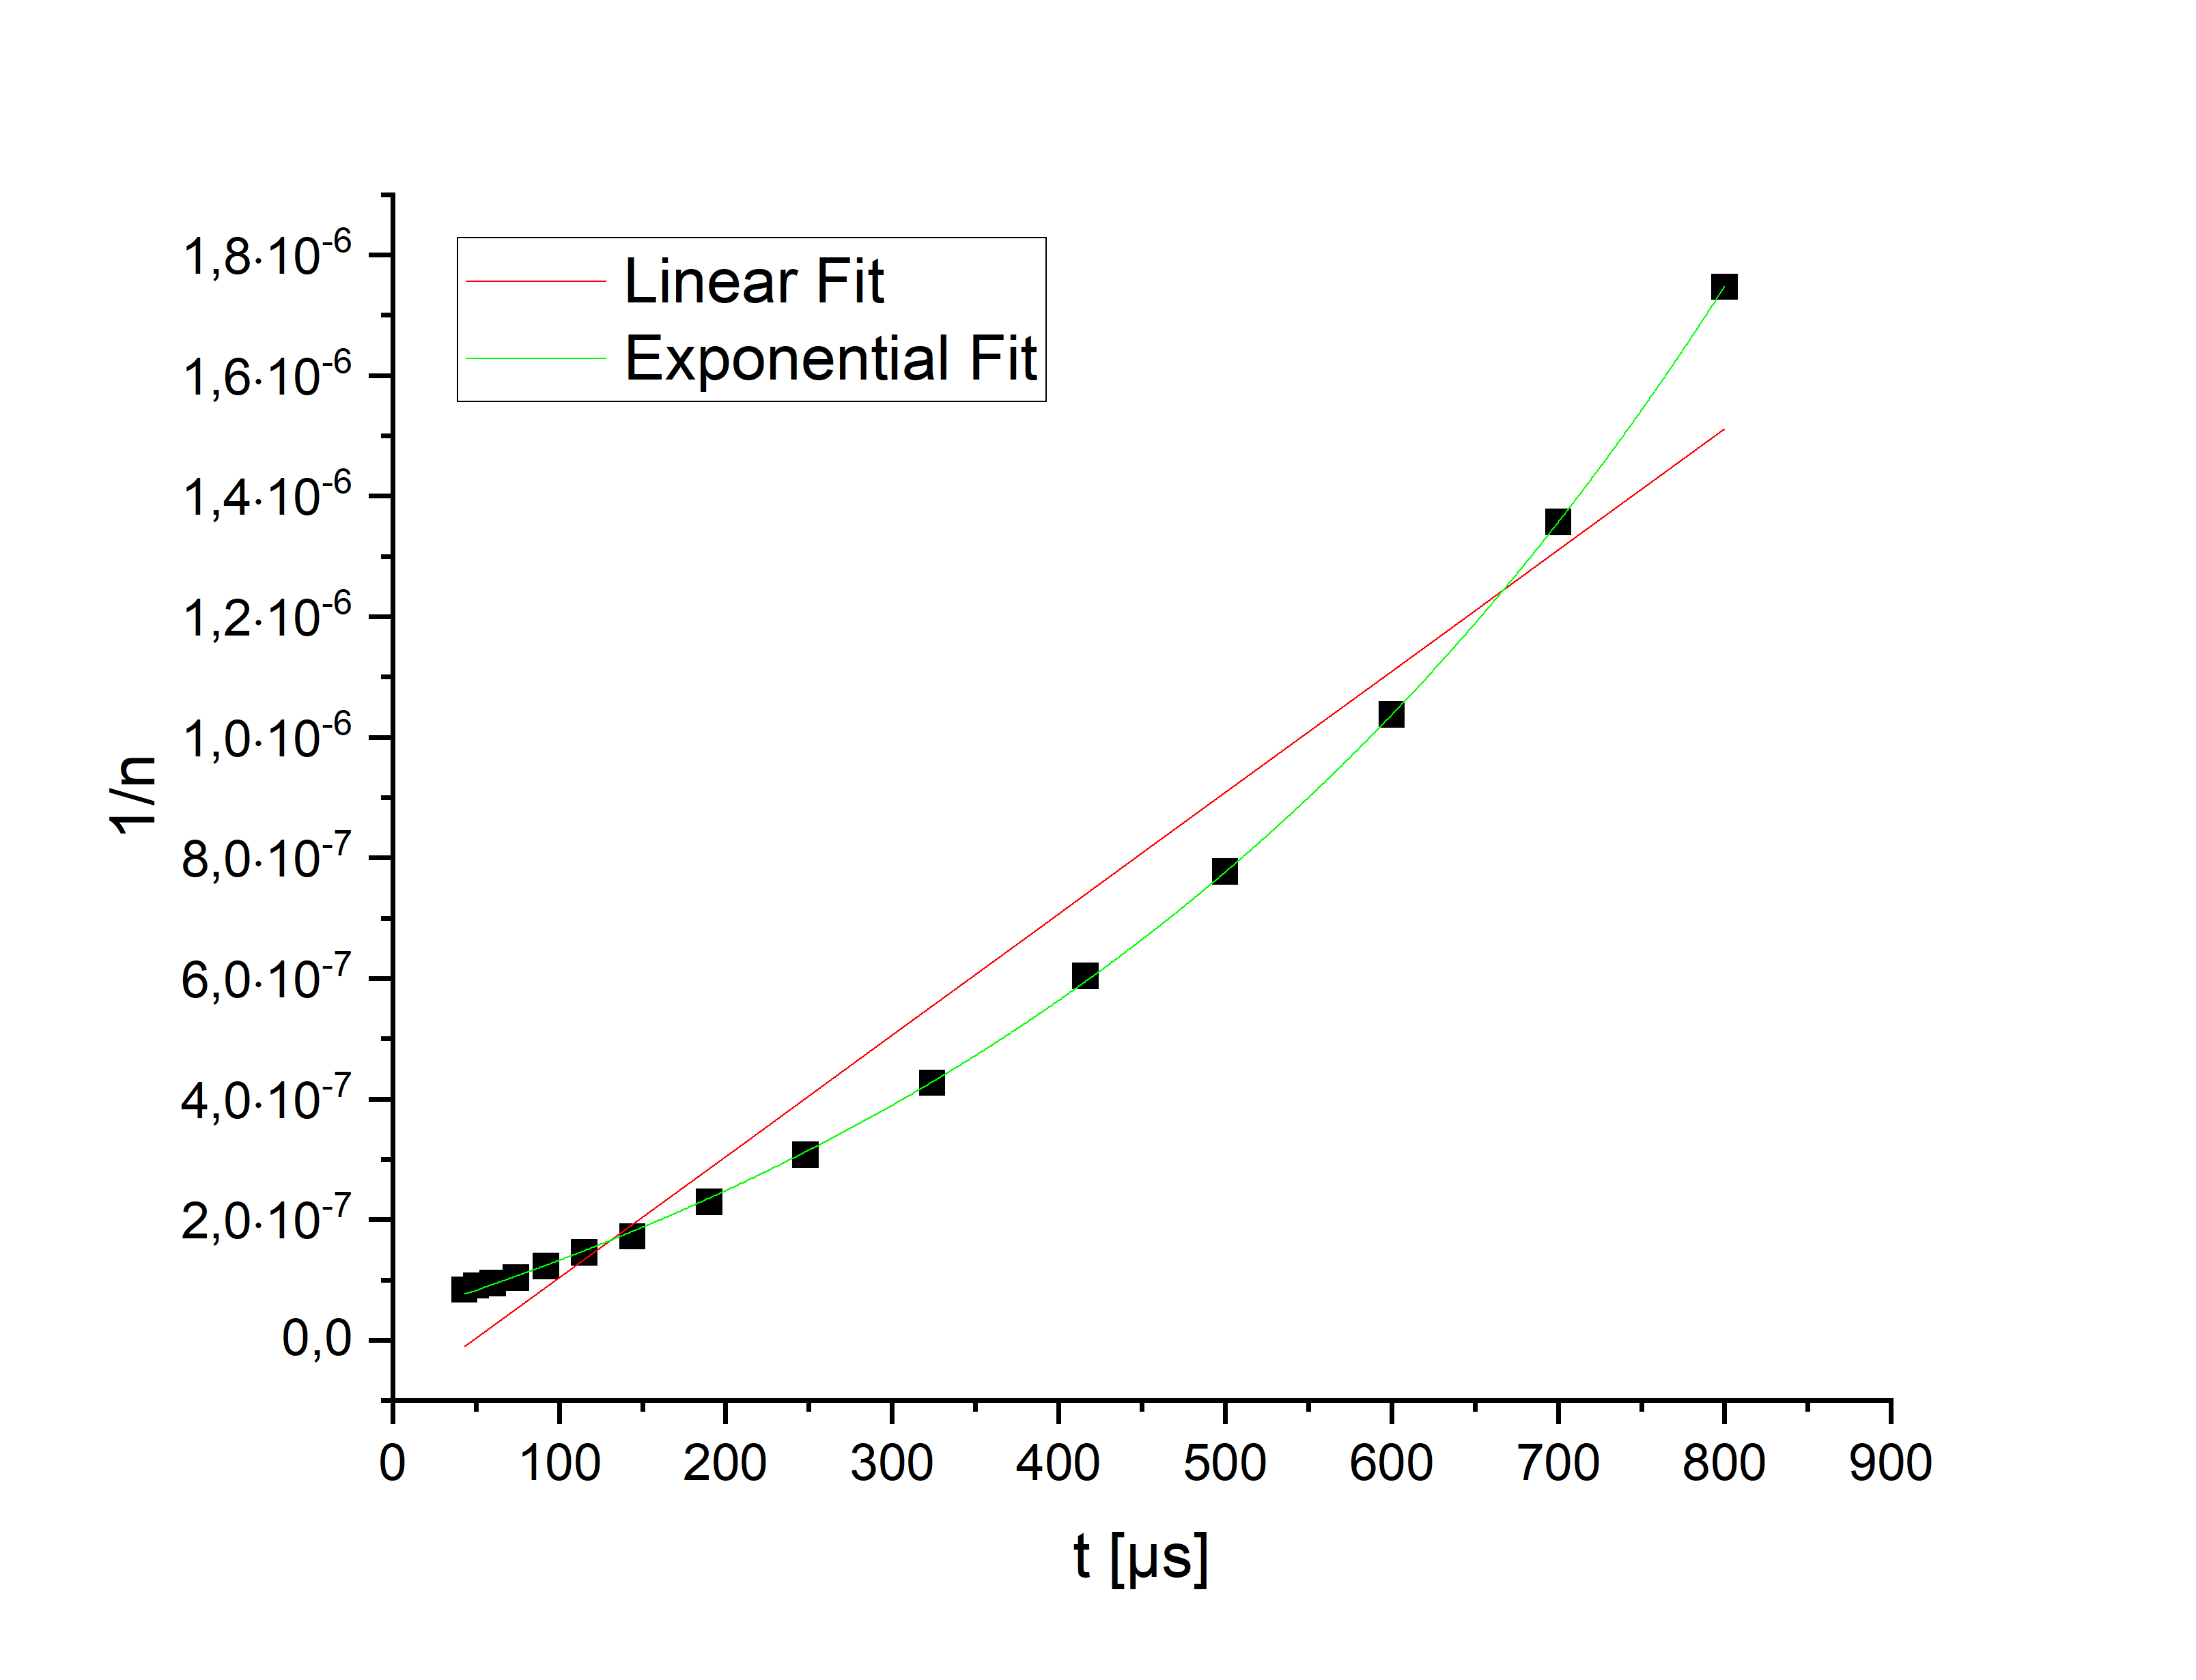 Linear Fit
Exponential Fit
1,8·10⁻⁶
1,6·10⁻⁶
1,4·10⁻⁶
1,2·10⁻⁶
1,0·10⁻⁶
8,0·10⁻⁷
6,0·10⁻⁷
4,0·10⁻⁷
2,0·10⁻⁷
0,0
1/n
0 100 200 300 400 500 600 700 800 900
t [µs]